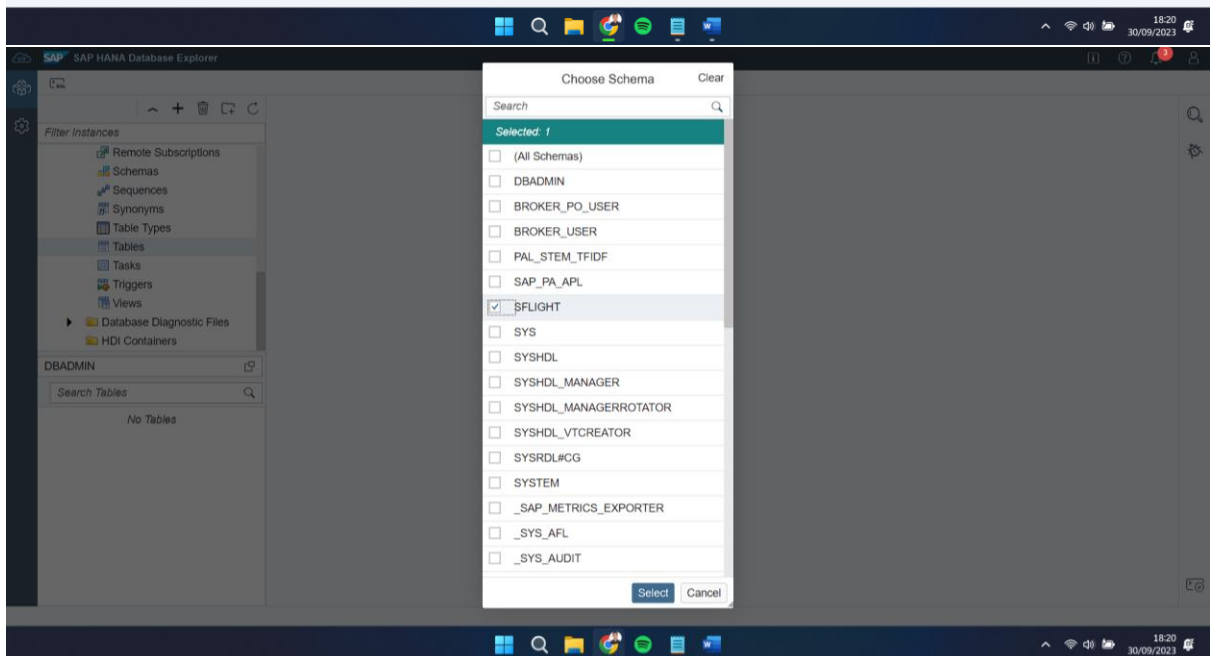 18:20
30/09/2023
SAP SAP HANA Database Explorer
3
Choose Schema
Clear
Search
Selected: 1
(All Schemas)
DBADMIN
BROKER_PO_USER
BROKER_USER
PAL_STEM_TFIDF
SAP_PA_APL
SFLIGHT
SYS
SYSHDL
SYSHDL_MANAGER
SYSHDL_MANAGERROTATOR
SYSHDL_VTCREATOR
SYSRDL#CG
SYSTEM
_SAP_METRICS_EXPORTER
_SYS_AFL
_SYS_AUDIT
Select
Cancel
Filter Instances
Remote Subscriptions
Schemas
Sequences
Synonyms
Table Types
Tables
Tasks
Triggers
Views
Database Diagnostic Files
HDI Containers
DBADMIN
Search Tables
No Tables
18:20
30/09/2023